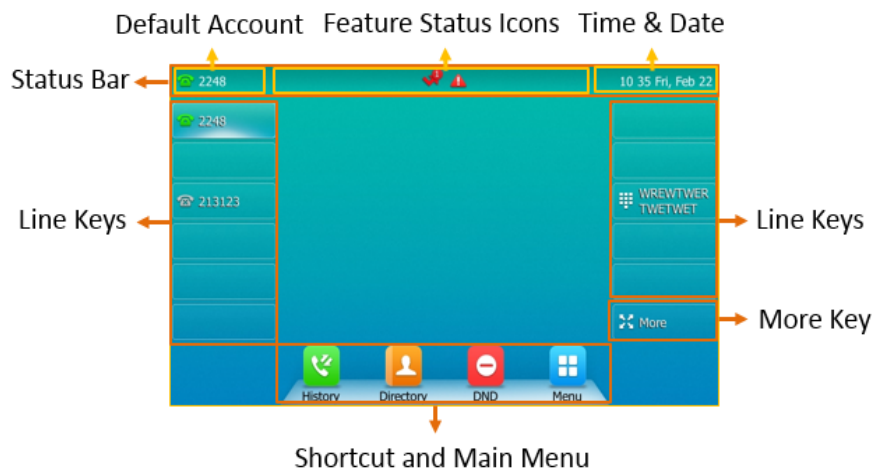 Default Account Feature Status Icons Time & Date
Status Bar 2248 10 35 Fri, Feb 22
2248
213123 WREWTWER
TWETWET
Line Keys Line Keys
More More Key
History Directory DND Menu
Shortcut and Main Menu